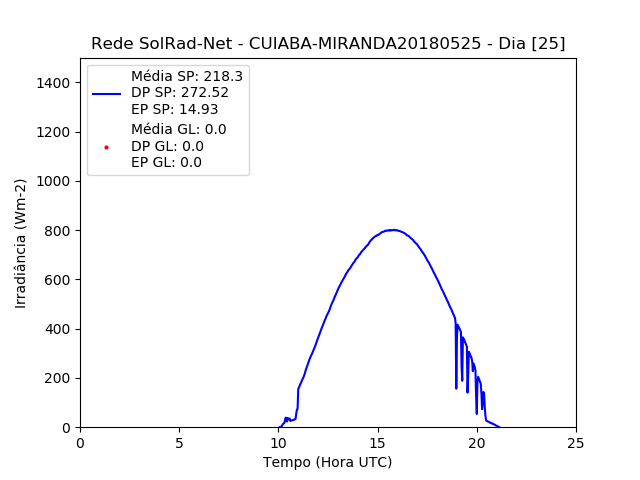 Rede SolRad-Net - CUIABA-MIRANDA20180525 - Dia [25]
Média SP: 218.3
DP SP: 272.52
EP SP: 14.93
Média GL: 0.0
DP GL: 0.0
EP GL: 0.0
1400
1200
1000
800
600
400
200
0
Irradiância (Wm-2)
0 5 10 15 20 25
Tempo (Hora UTC)